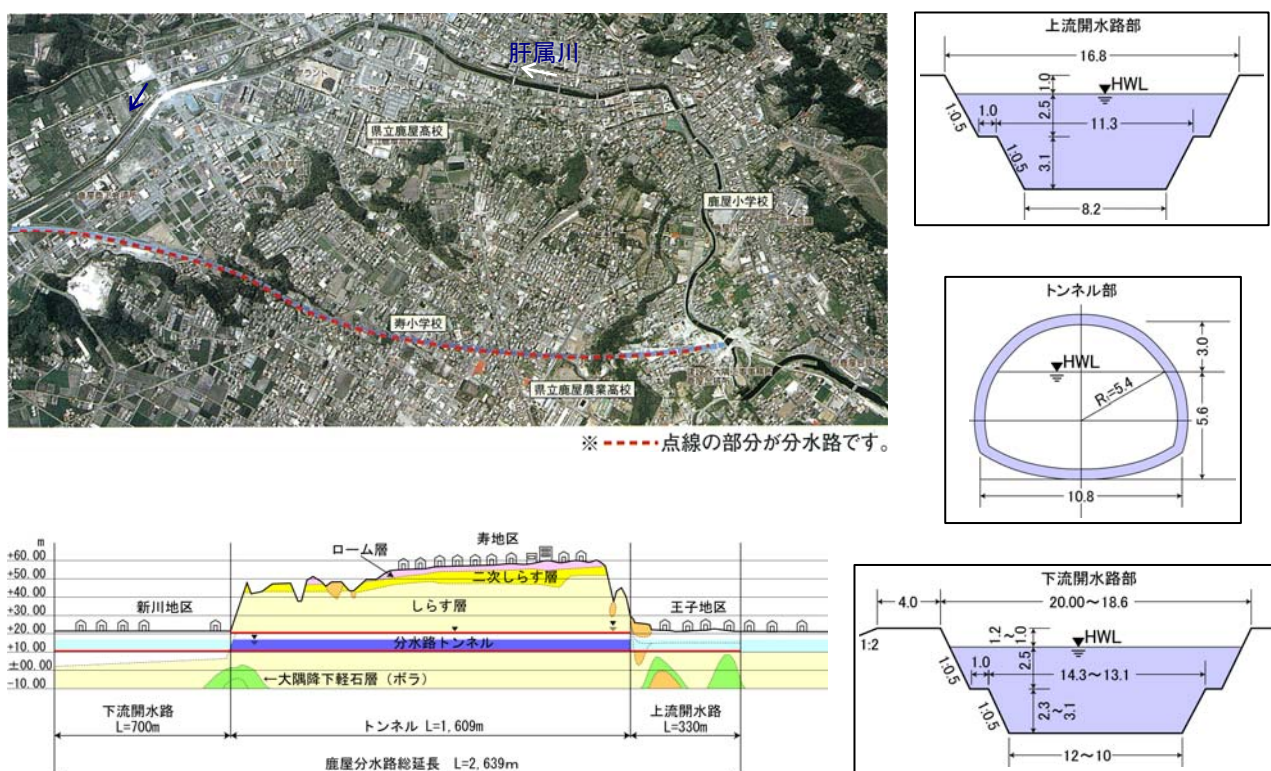 肝属川
県立鹿屋高校
鹿屋小学校
寿小学校
県立鹿屋農業高校
※ 点線の部分が分水路です。
上流開水路部
16.8
HWL
1.0
2.5
3.1
1:0.5
1.0
11.3
1:0.5
8.2
トンネル部
HWL
R=5.4
3.0
5.6
10.8
下流開水路部
4.0
20.00～18.6
1:2
1.2～1.0
HWL
2.5
1:0.5
1.0
14.3～13.1
2.3～3.1
1:0.5
12～10
m
+60.00
+50.00
+40.00
+30.00
+20.00
+10.00
±00.00
-10.00
寿地区
ローム層
二次しらす層
しらす層
新川地区
王子地区
分水路トンネル
←大隅降下軽石層（ボラ）
下流開水路
L=700m
トンネル L=1,609m
上流開水路
L=330m
鹿屋分水路総延長 L=2,639m